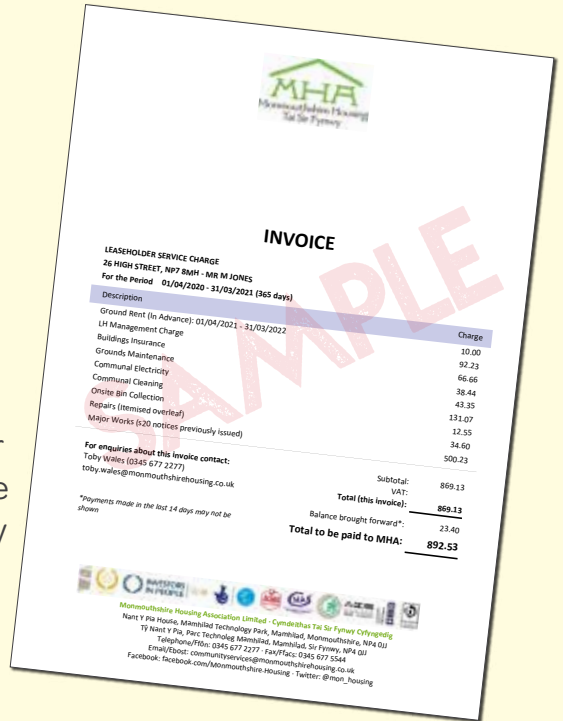 MHA
Monmouthshire Housing
Tai Sir Fynwy
INVOICE
LEASEHOLDER SERVICE CHARGE
26 HIGH STREET, NP7 8MH - MR M JONES
For the Period 01/04/2020 - 31/03/2021 (365 days)
Description Charge
Ground Rent (In Advance): 01/04/2021 - 31/03/2022 10.00
LH Management Charge 92.23
Buildings Insurance 66.66
Grounds Maintenance 38.44
Communal Electricity 43.35
Communal Cleaning 131.07
Onsite Bin Collection 12.55
Repairs (itemised overleaf) 34.60
Major Works (s20 notices previously issued) 500.23
SAMPLE
For enquiries about this invoice contact:
Toby Wales (0345 677 2277)
toby.wales@monmouthshirehousing.co.uk
*Payments made in the last 14 days may not be
shown
Subtotal: 869.13
VAT:
Total (this invoice): 869.13
Balance brought forward*: 23.40
Total to be paid to MHA: 892.53
INVESTORS
IN PEOPLE
Monmouthshire Housing Association Limited · Cymdeithas Tai Sir Fynwy Cyfyngedig
Nant Y Pia House, Mamhilad Technology Park, Mamhilad, Monmouthshire, NP4 0JJ
Tŷ Nant Y Pia, Parc Technoleg Mamhilad, Mamhilad, Sir Fynwy, NP4 0JJ
Telephone/Ffôn: 0345 677 2277 · Fax/Ffacs: 0345 677 5544
Email/Ebost: communityservices@monmouthshirehousing.co.uk
Facebook: facebook.com/Monmouthshire-Housing · Twitter: @mon_housing